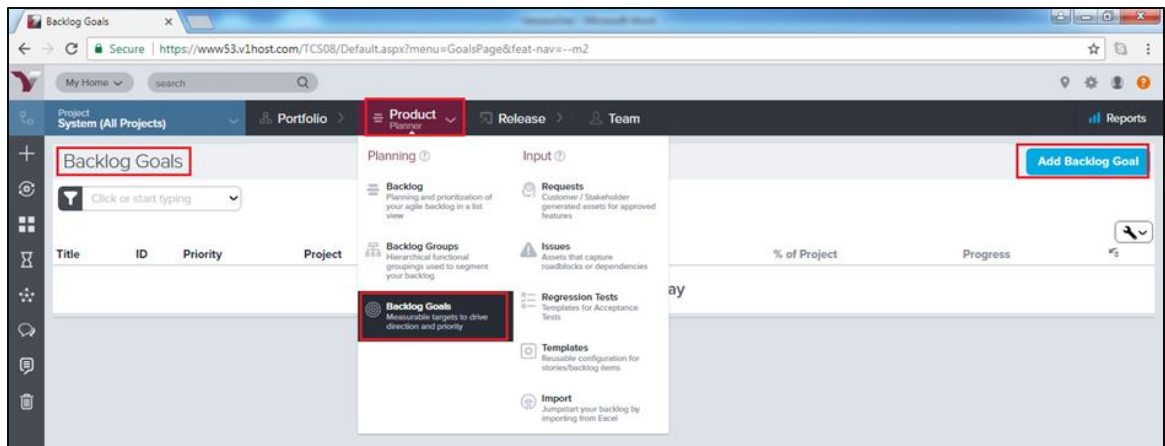 Backlog Goals
Secure | https://www53.v1host.com/TCS08/Default.aspx?menu=GoalsPage&feat-nav=--m2
My Home search
Project
System (All Projects)
Portfolio
Product
Planner
Release
Team
Reports
Backlog Goals
Add Backlog Goal
Click or start typing
Title ID Priority Project % of Project Progress
ay
Planning
Backlog
Planning and prioritization of
your agile backlog in a list
view
Backlog Groups
Hierarchical functional
groupings used to segment
your backlog
Backlog Goals
Measurable targets to drive
direction and priority
Input
Requests
Customer / Stakeholder
generated assets for approved
features
Issues
Assets that capture
roadblocks or dependencies
Regression Tests
Templates for Acceptance
Tests
Templates
Reusable configuration for
stories/backlog items
Import
Jumpstart your backlog by
importing from Excel